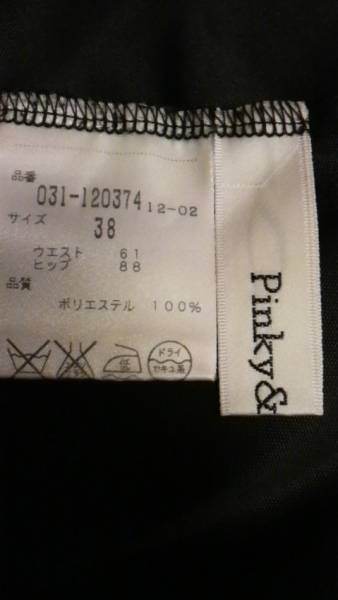 品番
031-120374 12-02
サイズ
38
ウエスト 61
ヒップ 88
品質
ポリエステル 100%
低
ドライ
セキユ系
Pinky&